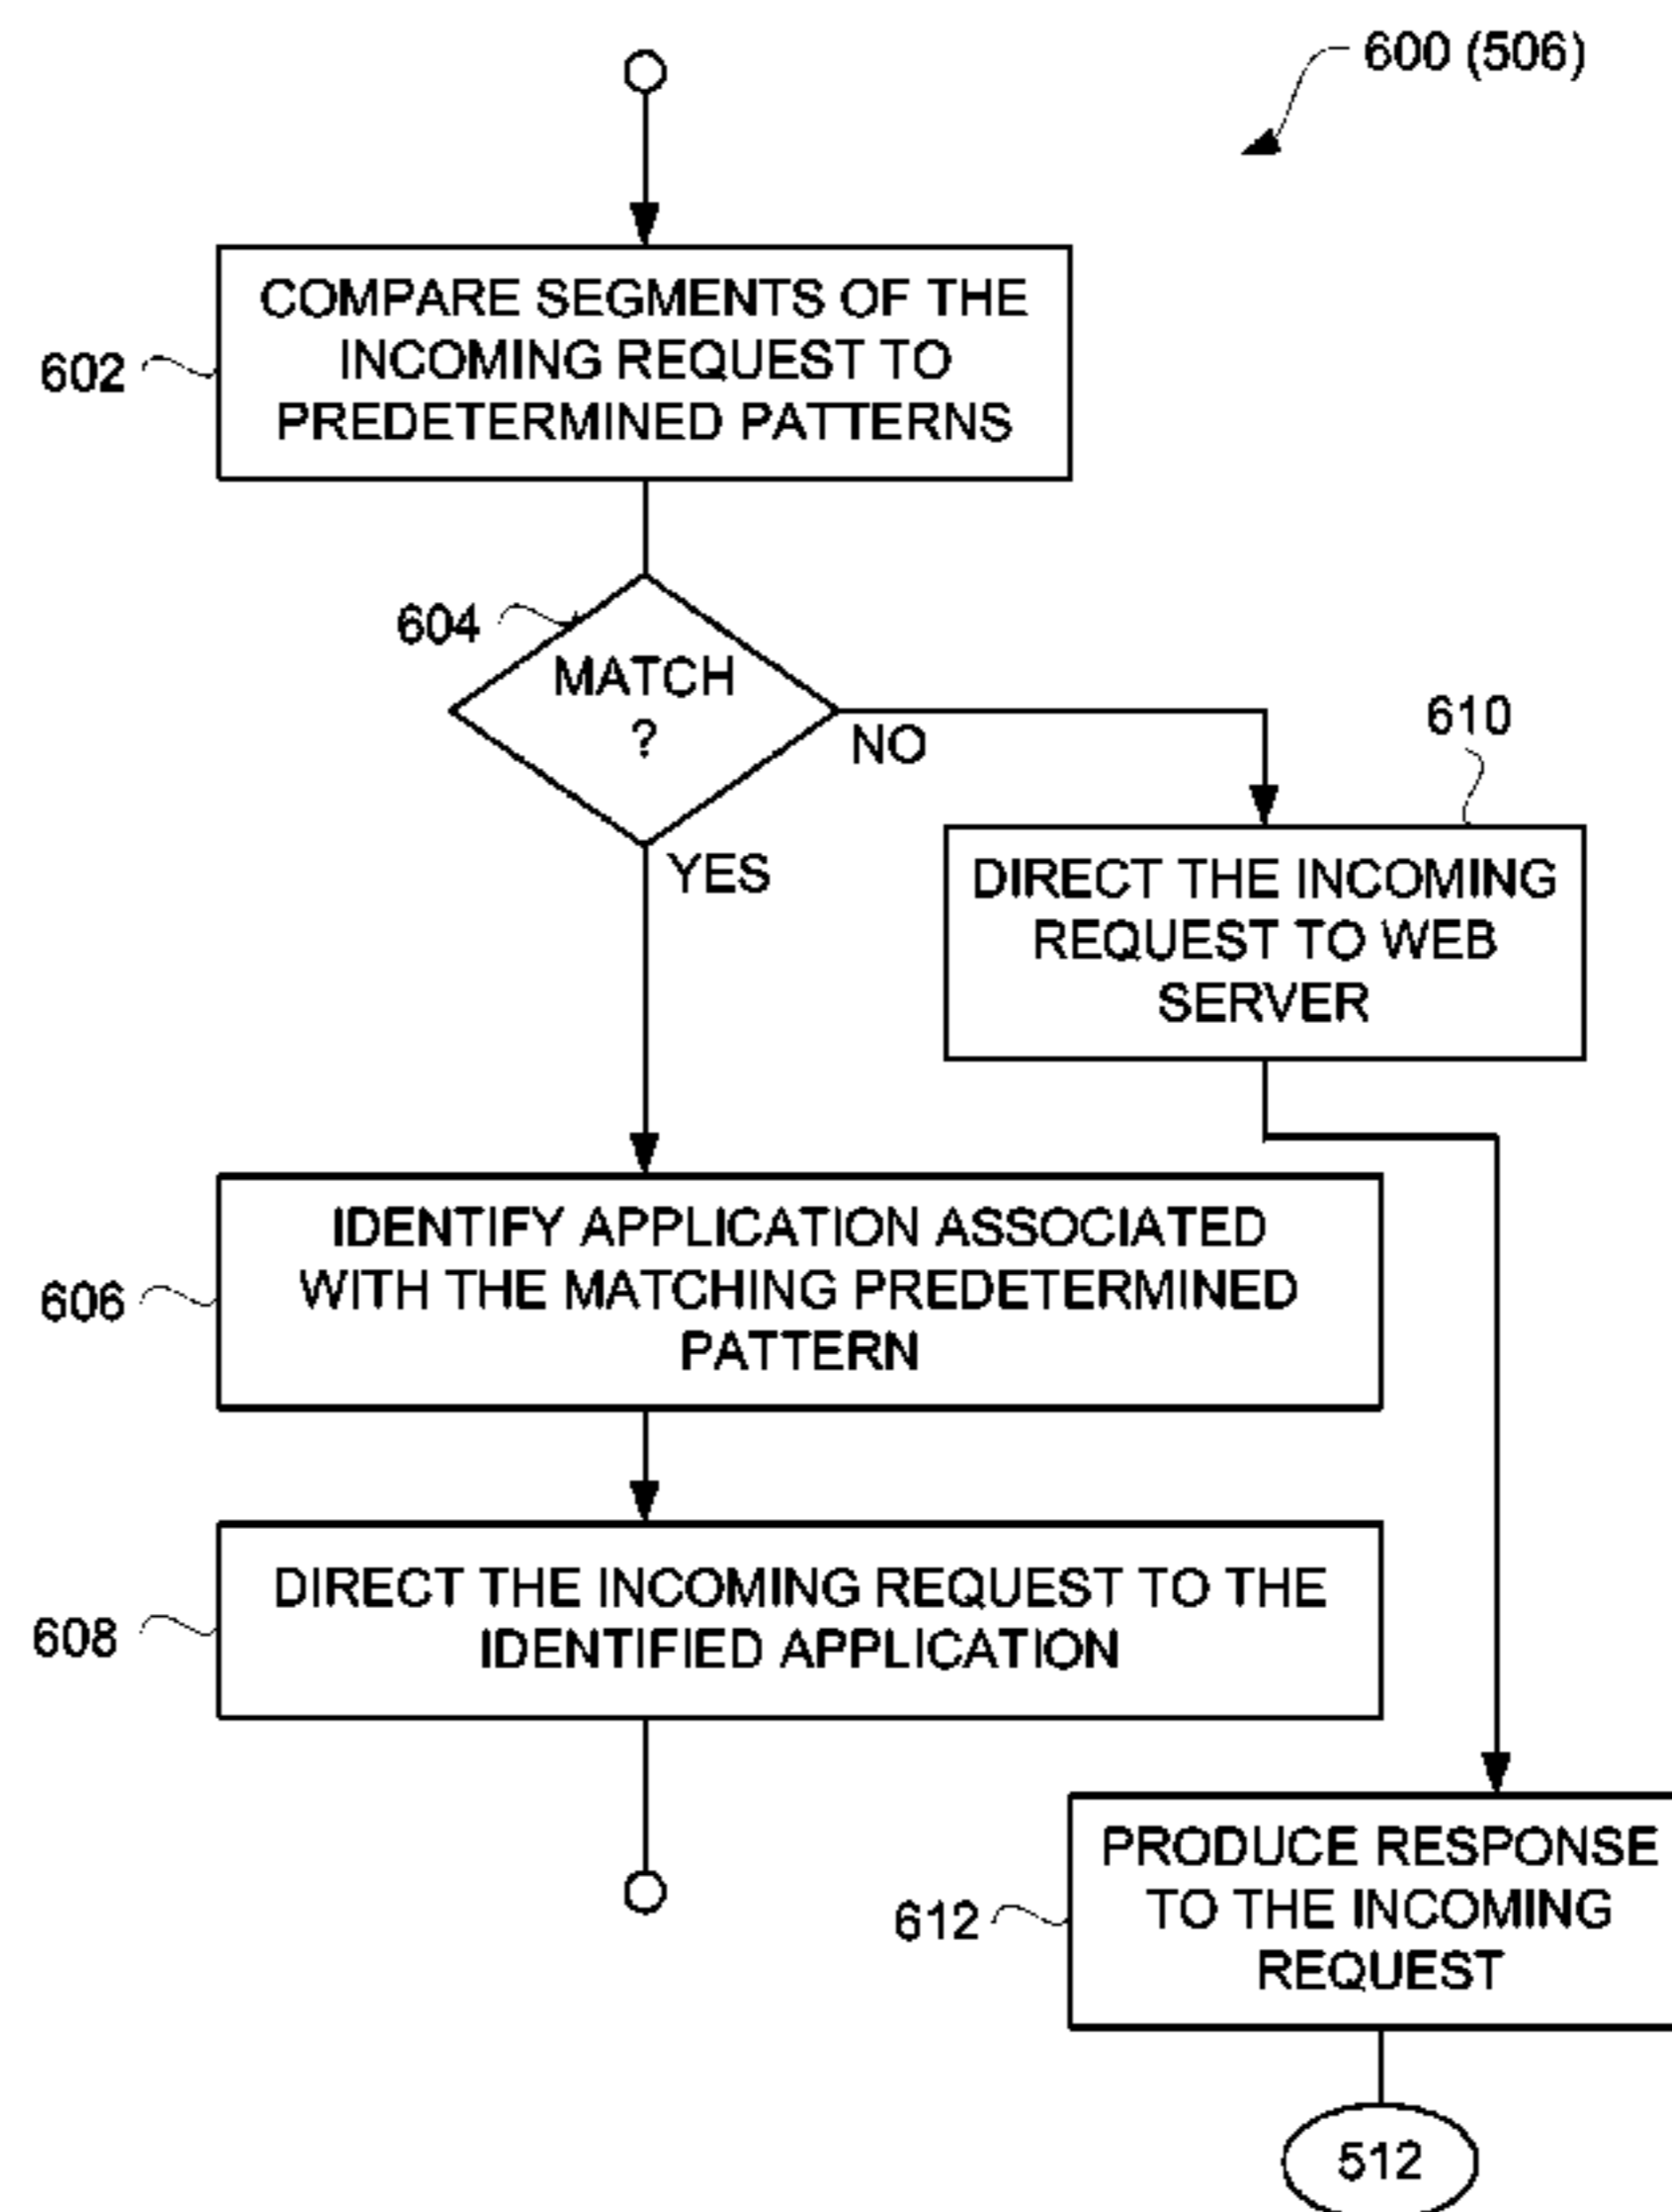 600 (506)
COMPARE SEGMENTS OF THE
INCOMING REQUEST TO
PREDETERMINED PATTERNS
602
604
MATCH
?
NO
YES
610
DIRECT THE INCOMING
REQUEST TO WEB
SERVER
IDENTIFY APPLICATION ASSOCIATED
WITH THE MATCHING PREDETERMINED
PATTERN
606
DIRECT THE INCOMING REQUEST TO THE
IDENTIFIED APPLICATION
608
PRODUCE RESPONSE
TO THE INCOMING
REQUEST
612
512